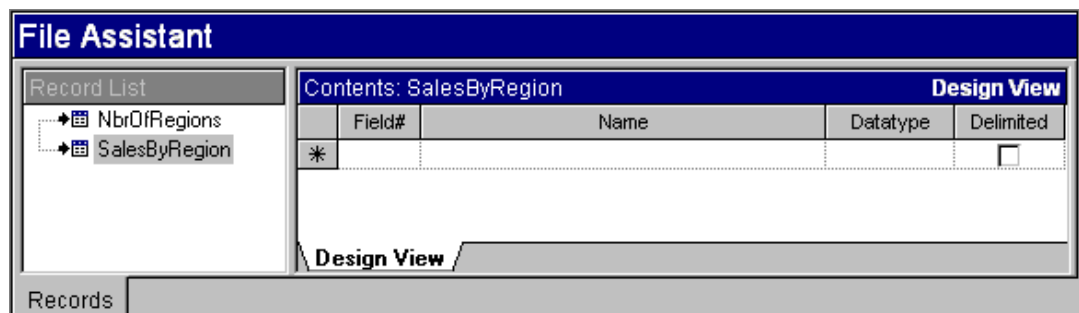 File Assistant
Record List
NbrOfRegions
SalesByRegion
Contents: SalesByRegion Design View
Field# Name Datatype Delimited
*
Design View
Records